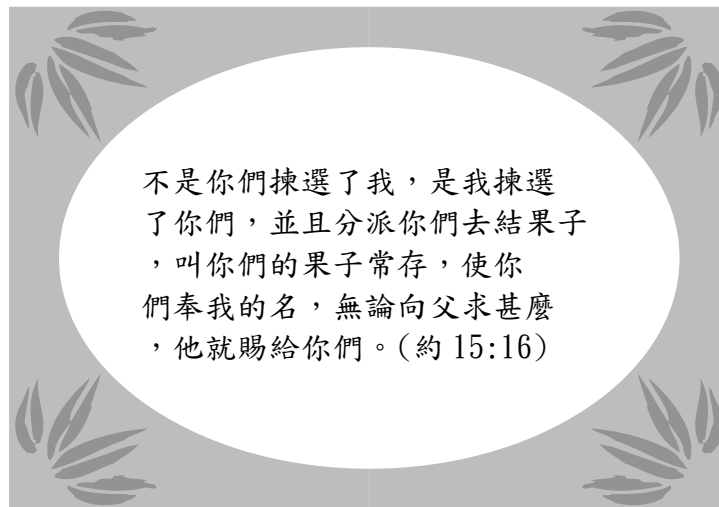 不是你們揀選了我,是我揀選
了你們,並且分派你們去結果子
,叫你們的果子常存,使你
們奉我的名,無論向父求甚麼
,他就賜給你們。(約 15:16)